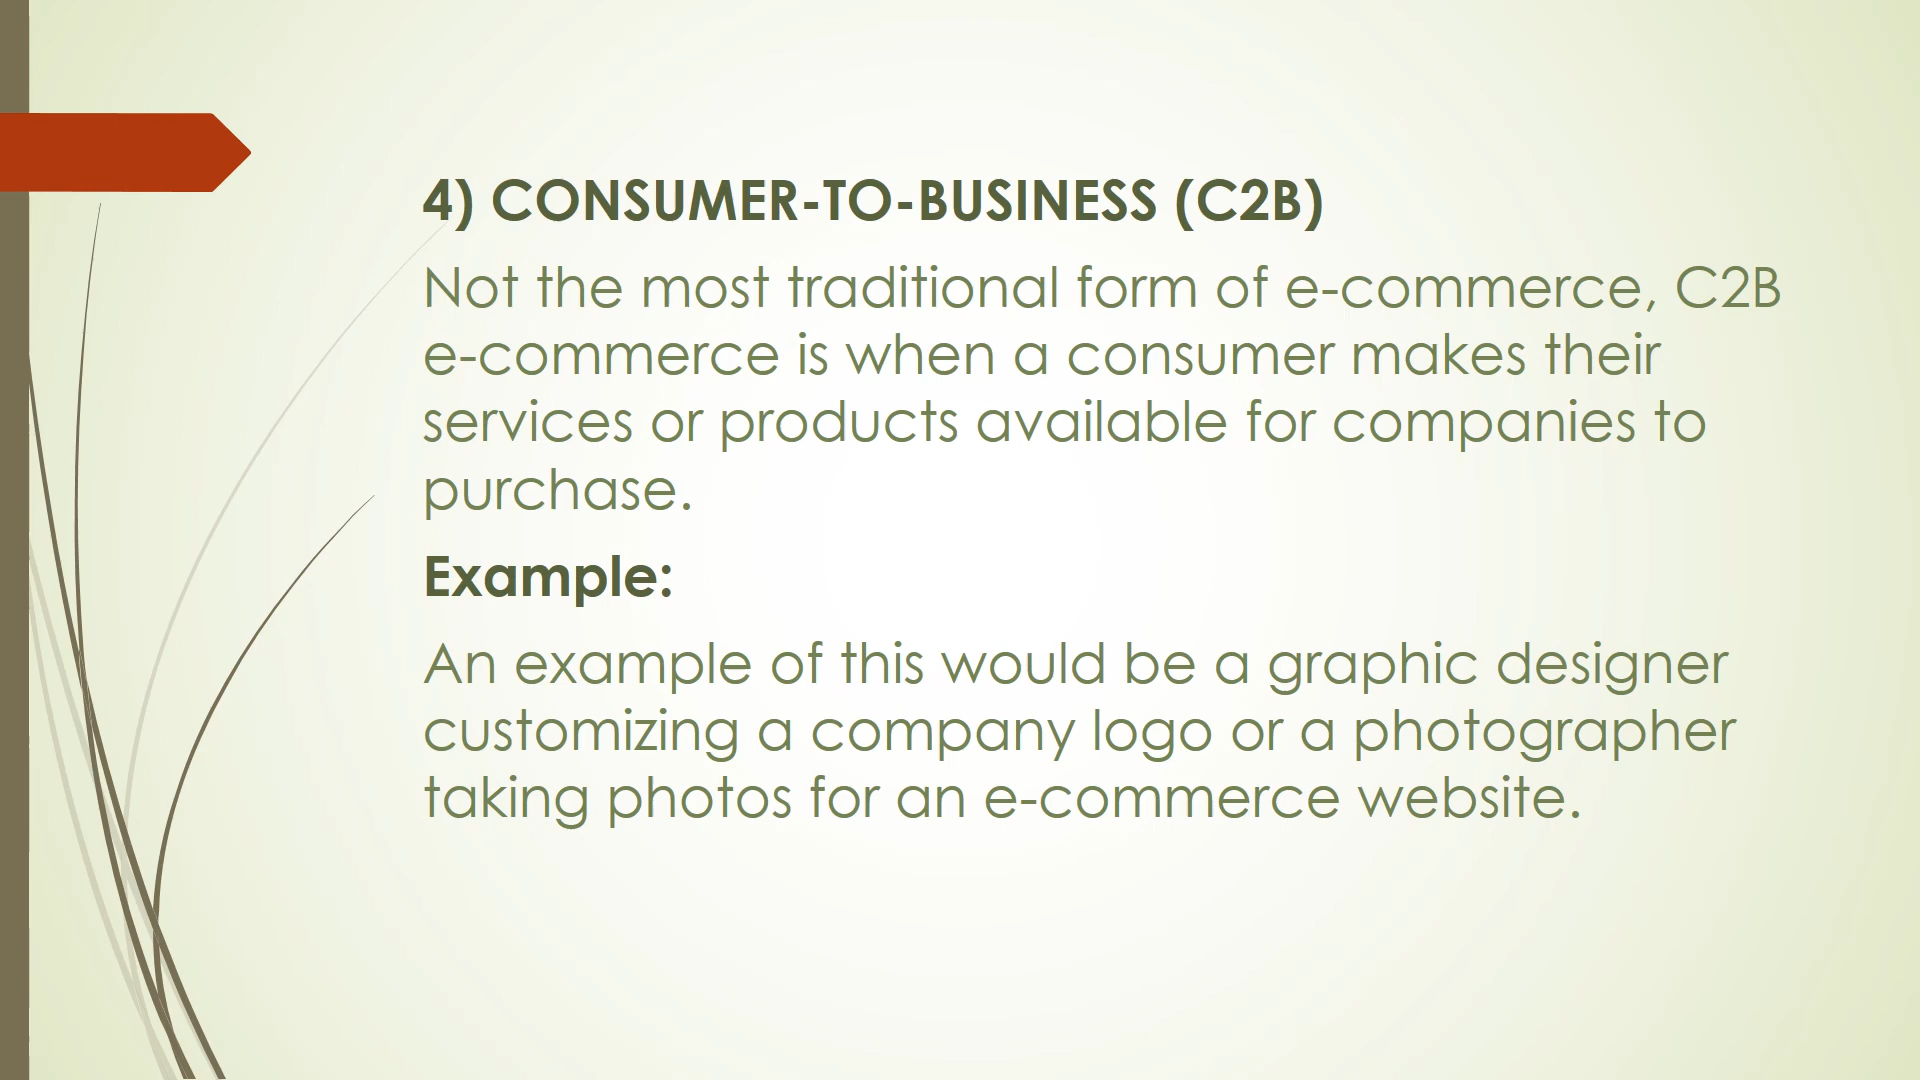 4) CONSUMER-TO-BUSINESS (C2B)
Not the most traditional form of e-commerce, C2B
e-commerce is when a consumer makes their
services or products available for companies to
purchase.
Example:
An example of this would be a graphic designer
customizing a company logo or a photographer
taking photos for an e-commerce website.